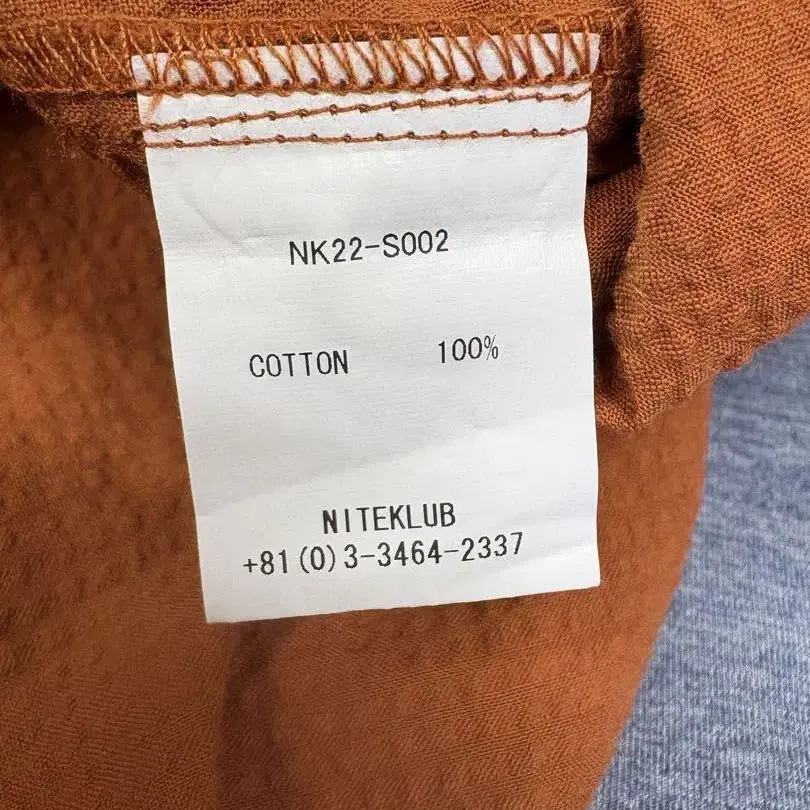 NK22-S002
COTTON 100%
NITEKLUB
+81(0)3-3464-2337